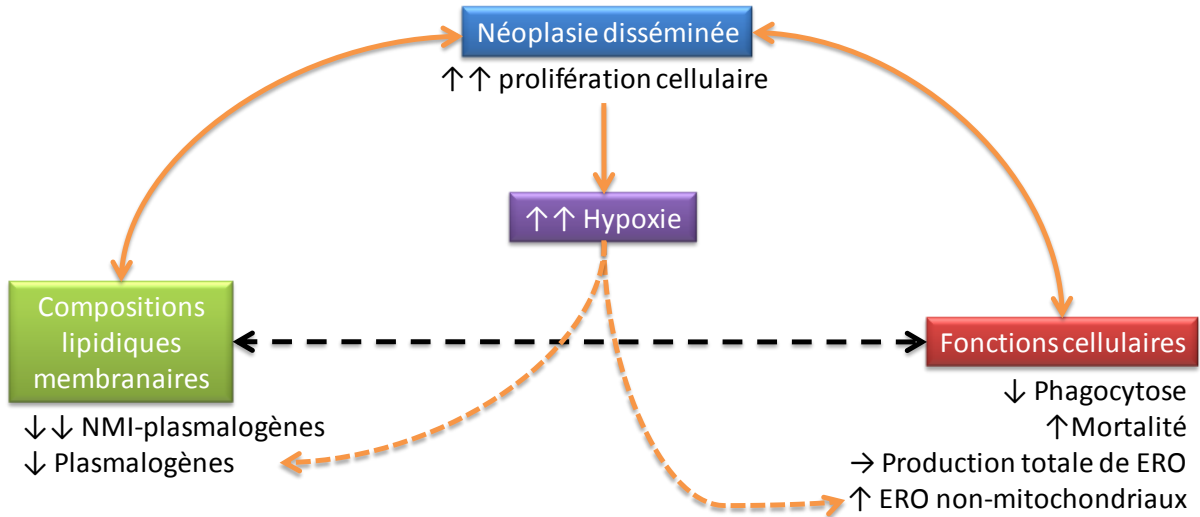 Néoplasie disséminée
↑↑ prolifération cellulaire
↑↑ Hypoxie
Compositions
lipidiques
membranaires
↓↓ NMI-plasmalogènes
↓ Plasmalogènes
Fonctions cellulaires
↓ Phagocytose
↑Mortalité
→ Production totale de ERO
↑ ERO non-mitochondriaux